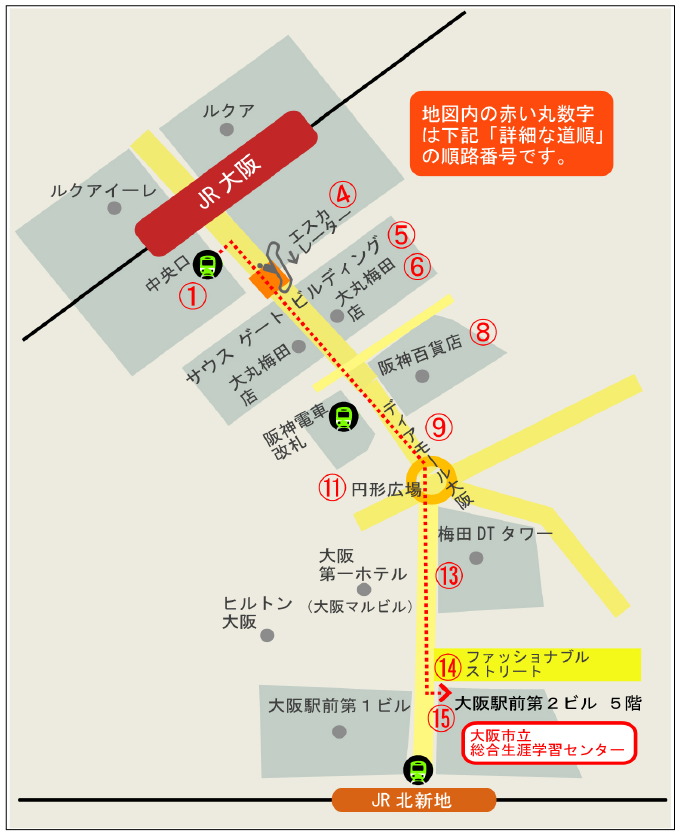 ルクア
地図内の赤い丸数字
は下記「詳細な道順」
の順路番号です。
JR大阪
ルクアイーレ
④
エスカ
レーター
中央口
①
⑤
サウス ゲート ビルディング
⑥
大丸梅田
店
大丸梅田
店
⑧
阪神百貨店
阪神電車
改札
⑨
ディアモール大阪
⑪
円形広場
梅田DTタワー
大阪
第一ホテル
(大阪マルビル)
⑬
ヒルトン
大阪
⑭
ファッショナブル
ストリート
大阪駅前第1ビル
⑮
大阪駅前第2ビル 5階
大阪市立
総合生涯学習センター
JR北新地